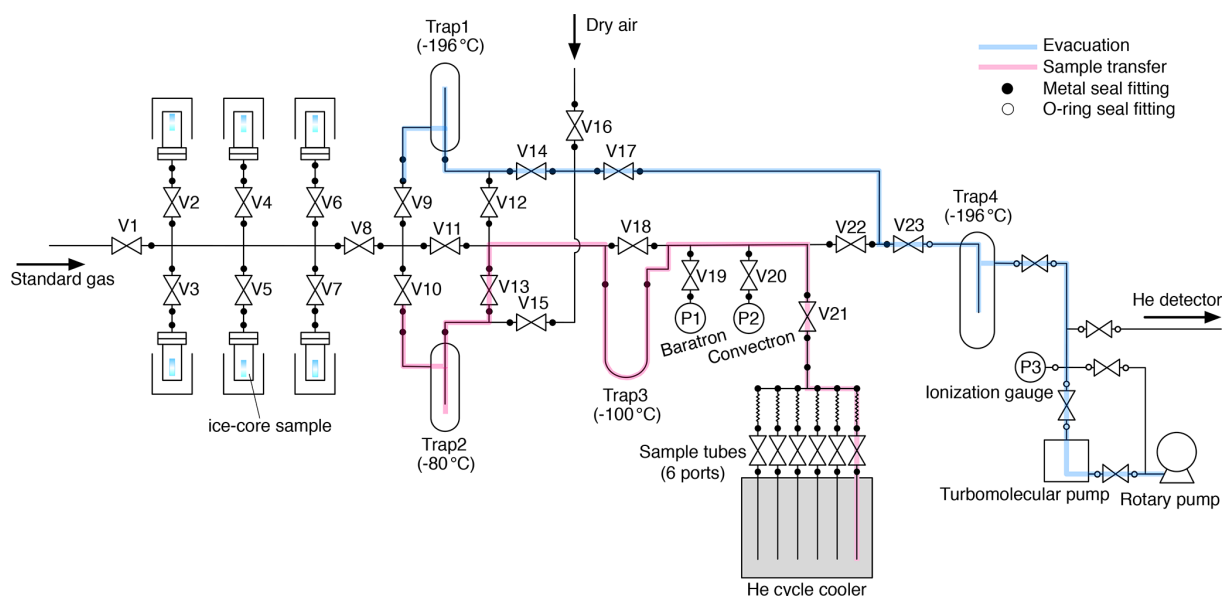 Trap1
(-196°C)
Dry air
Evacuation
Sample transfer
Metal seal fitting
O-ring seal fitting
V16
V14
V17
V2
V4
V6
V9
V12
Trap4
(-196°C)
V1
V8
V11
V18
V22
V23
Standard gas
V3
V5
V7
V10
V13
V15
V19
V20
V21
P1
P2
Baratron
Convectron
He detector
P3
Ionization gauge
Trap3
(-100°C)
ice-core sample
Trap2
(-80°C)
Sample tubes
(6 ports)
Turbomolecular pump
Rotary pump
He cycle cooler